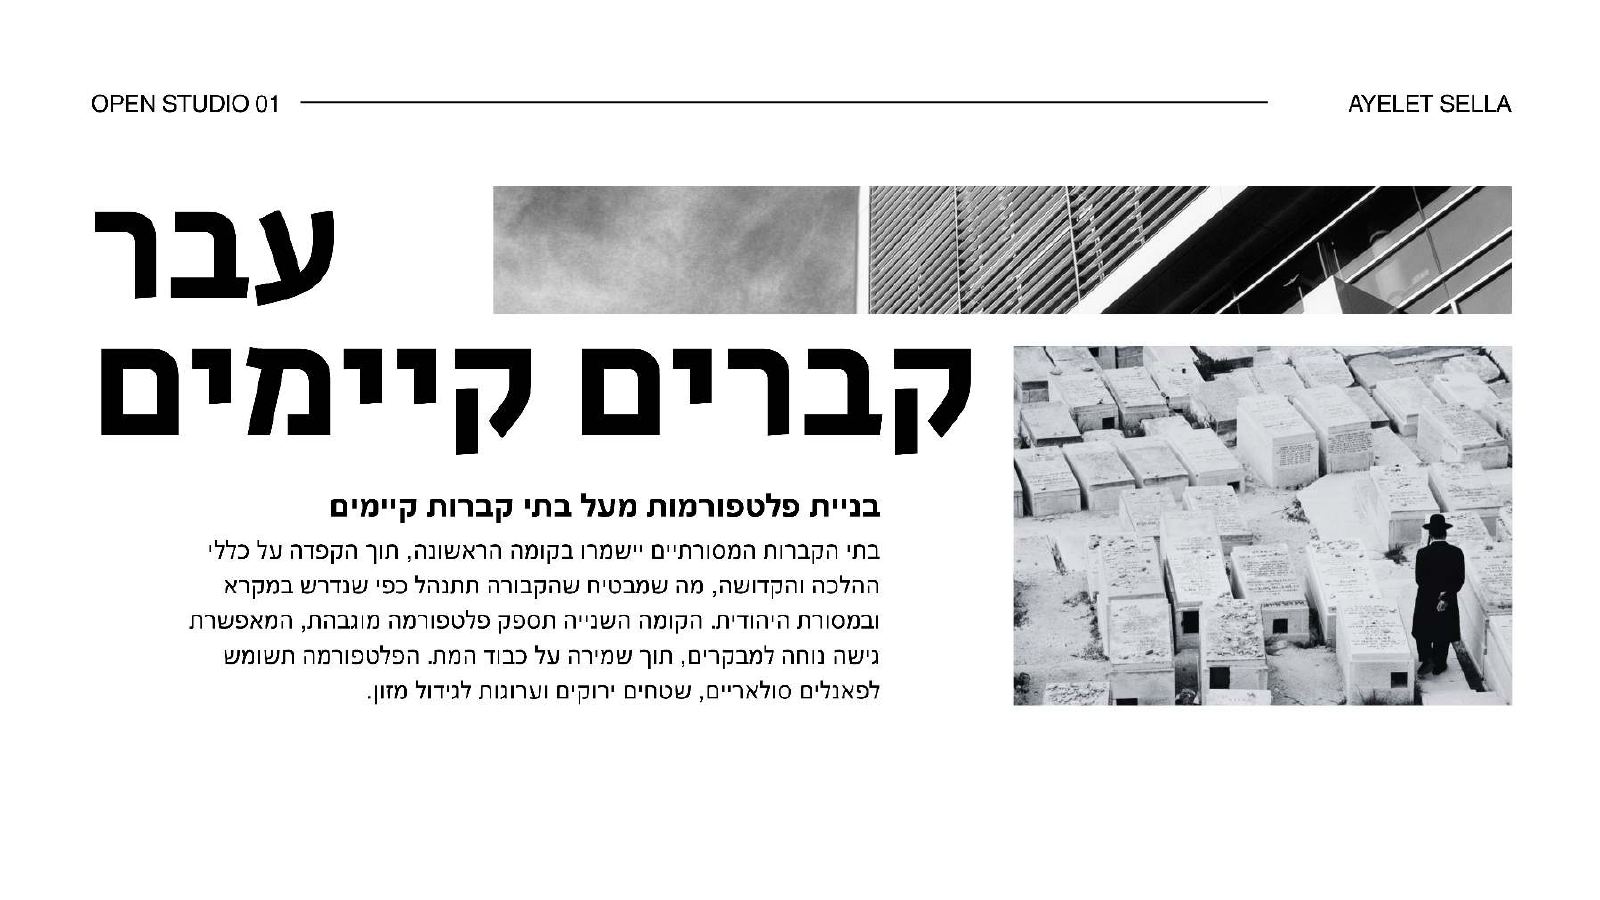 OPEN STUDIO 01
AYELET SELLA
עבר
קברים קיימים
בניית פלטפורמות מעל בתי קברות קיימים
בתי הקברות המסורתיים יישמרו בקומה הראשונה, תוך הקפדה על כללי
ההלכה והקדושה, מה שמבטיח שהקבורה תתנהל כפי שנדרש במקרא
ובמסורת היהודית. הקומה השנייה תספק פלטפורמה מוגבהת, המאפשרת
גישה נוחה למבקרים, תוך שמירה על כבוד המת. הפלטפורמה תשומש
לפאנלים סולאריים, שטחים ירוקים וערוגות לגידול מזון.